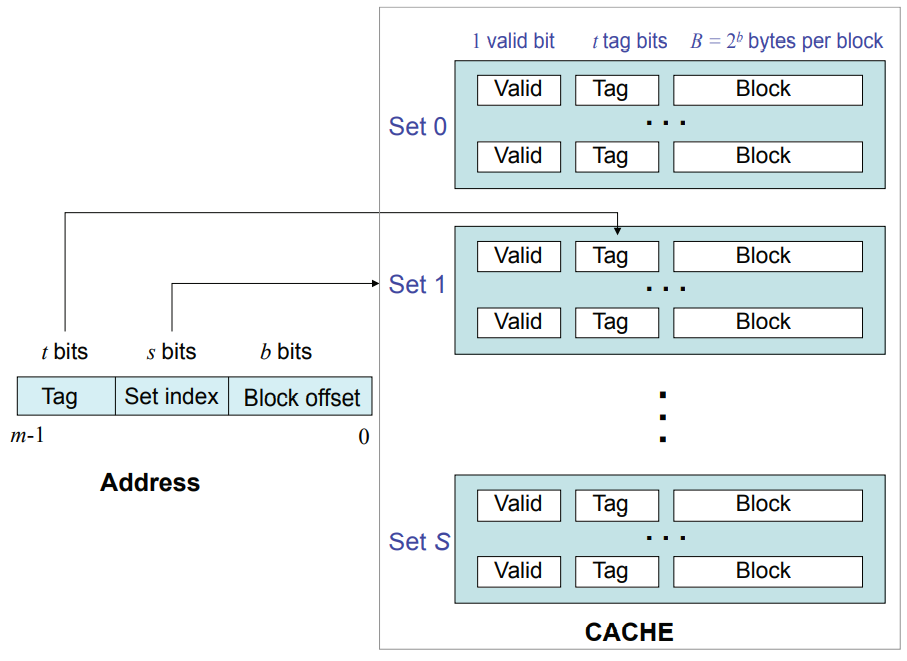 1 valid bit t tag bits B = 2ᵇ bytes per block
Valid Tag Block
Set 0
. . .
Valid Tag Block
Valid Tag Block
Set 1
. . .
Valid Tag Block
t bits s bits b bits
Tag Set index Block offset
m-1 0
Address
Valid Tag Block
Set S
. . .
Valid Tag Block
CACHE